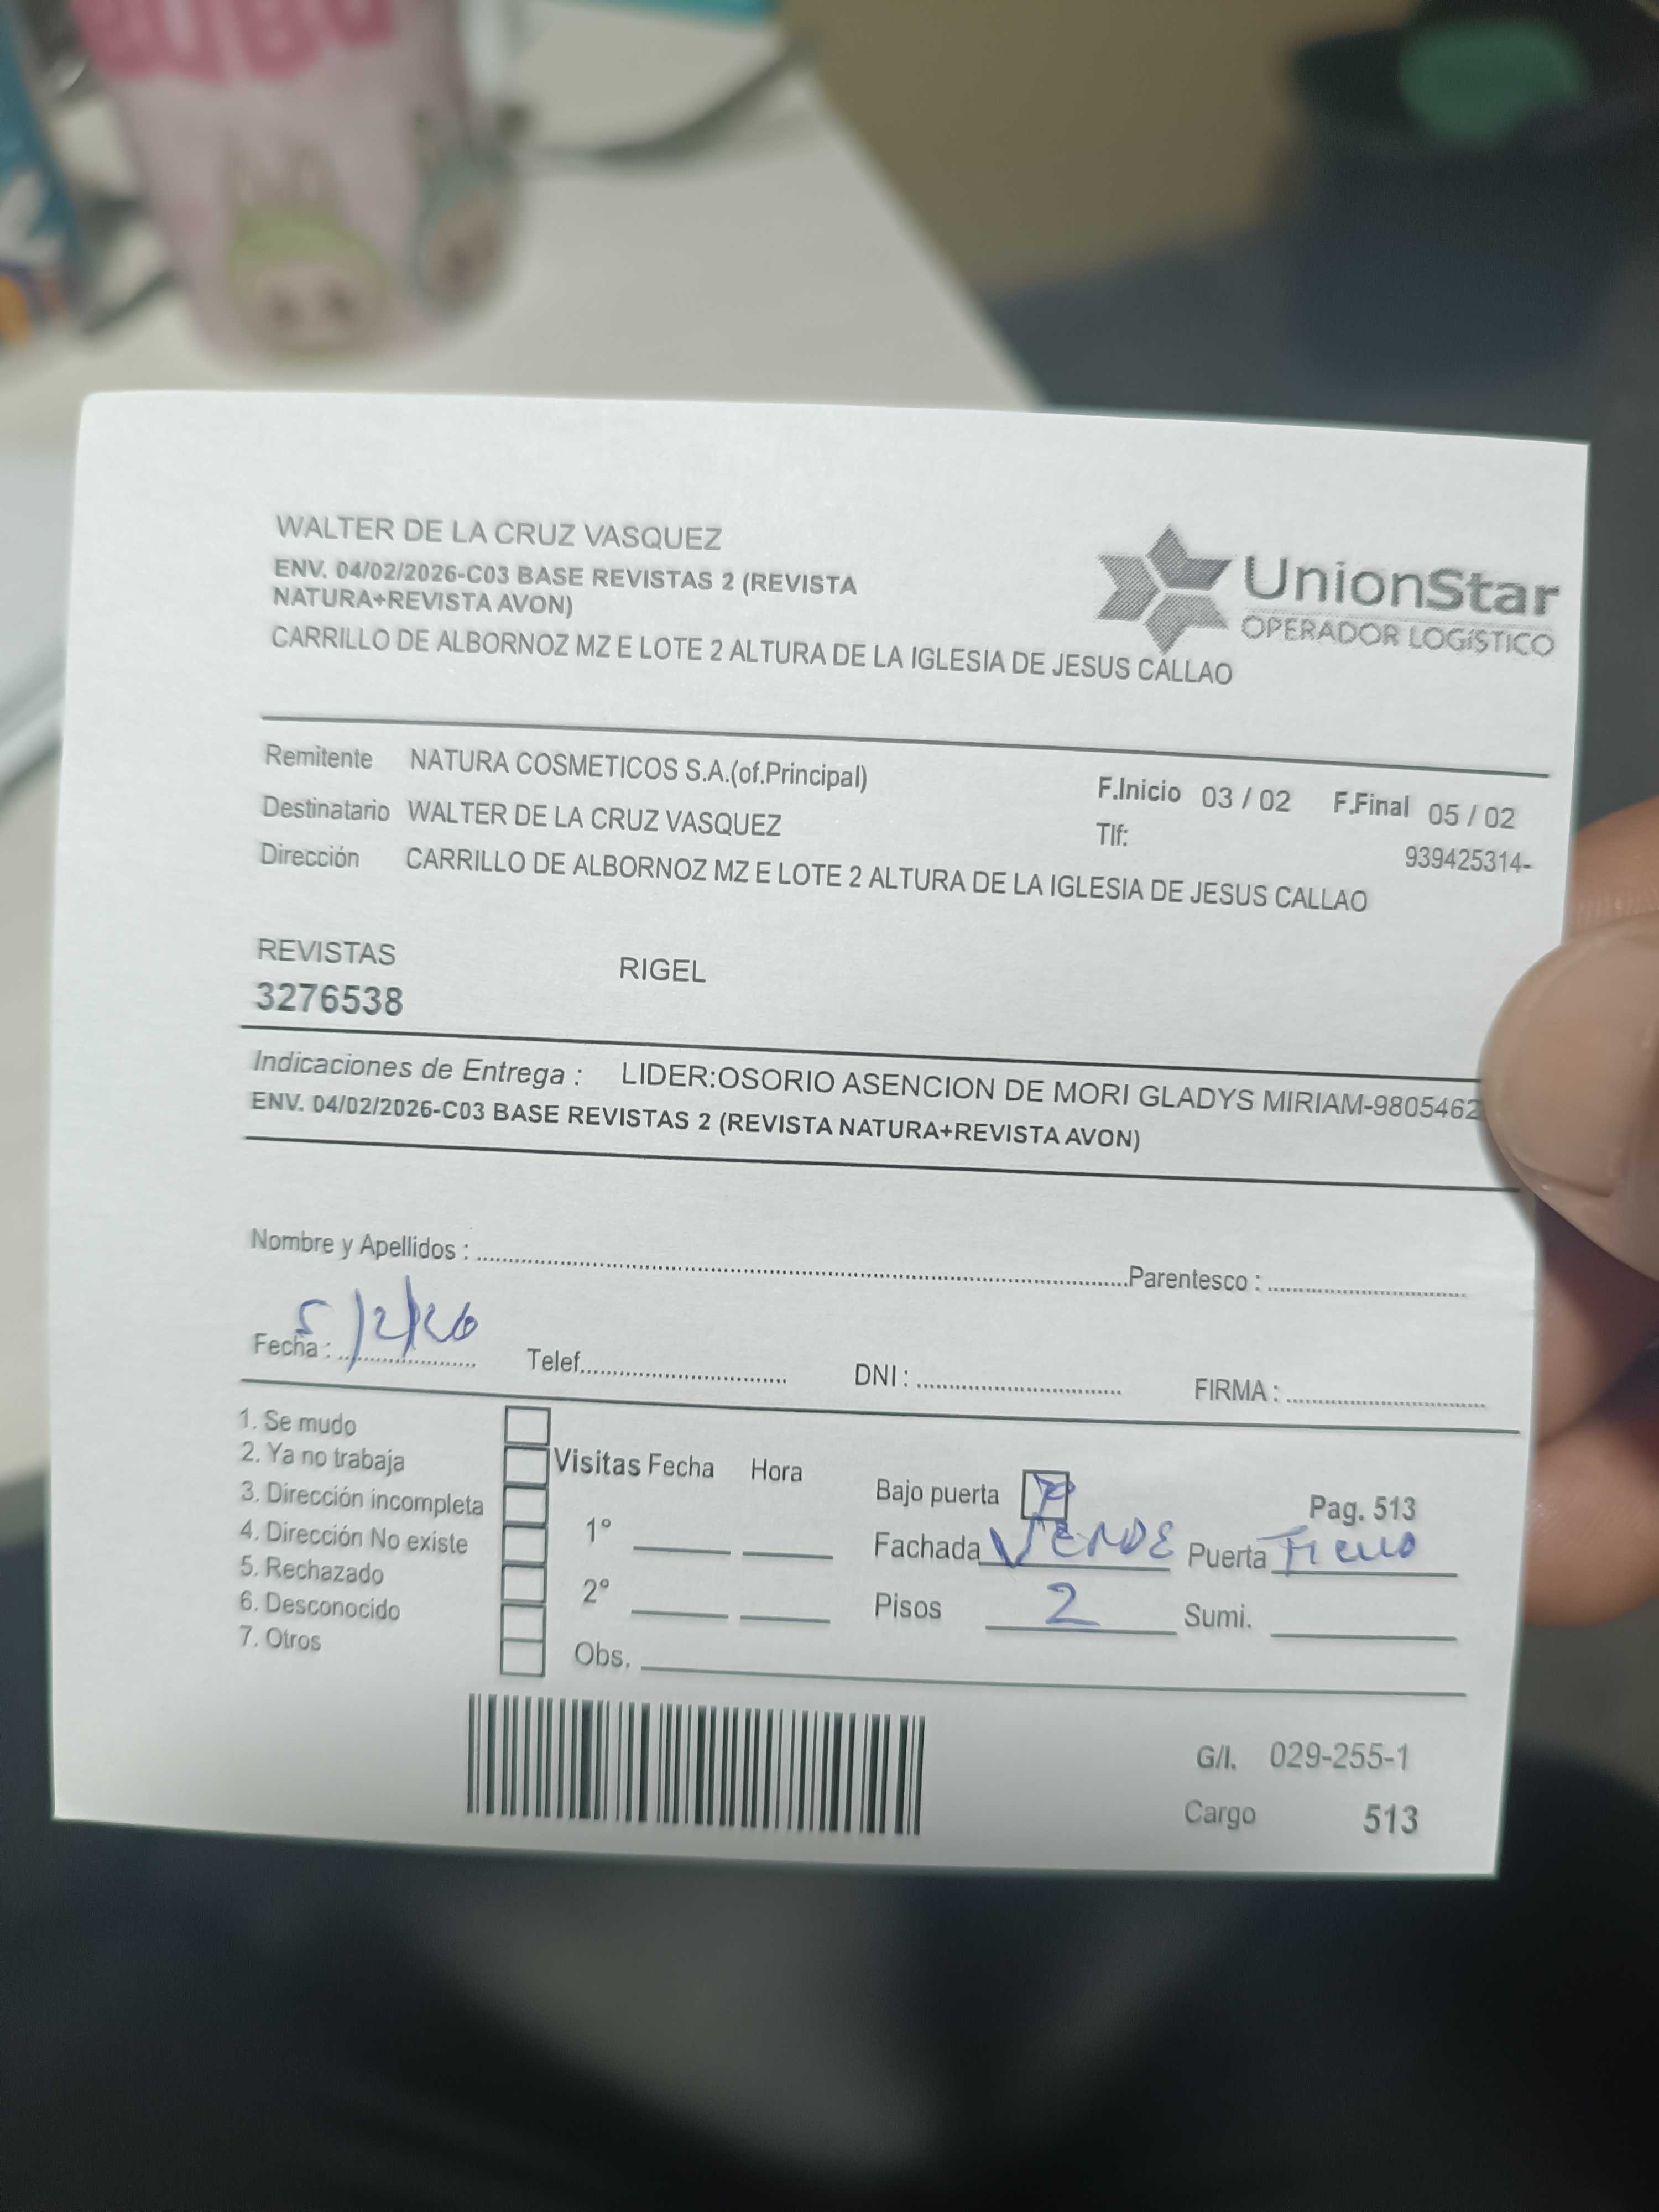 BUBU
WALTER DE LA CRUZ VASQUEZ
ENV. 04/02/2026-C03 BASE REVISTAS 2 (REVISTA
NATURA+REVISTA AVON)
CARRILLO DE ALBORNOZ MZ E LOTE 2 ALTURA DE LA IGLESIA DE JESUS CALLAO
UnionStar
OPERADOR LOGíSTICO
Remitente NATURA COSMETICOS S.A.(of.Principal)
F.Inicio 03 / 02 F.Final 05 / 02
Destinatario WALTER DE LA CRUZ VASQUEZ
Tlf: 939425314-
Dirección CARRILLO DE ALBORNOZ MZ E LOTE 2 ALTURA DE LA IGLESIA DE JESUS CALLAO
REVISTAS RIGEL
3276538
Indicaciones de Entrega : LIDER:OSORIO ASENCION DE MORI GLADYS MIRIAM-9805462
ENV. 04/02/2026-C03 BASE REVISTAS 2 (REVISTA NATURA+REVISTA AVON)
Nombre y Apellidos : Parentesco :
Fecha : 5/2/26 Telef. DNI : FIRMA :
1. Se mudo
2. Ya no trabaja
3. Dirección incompleta
4. Dirección No existe
5. Rechazado
6. Desconocido
7. Otros
Visitas Fecha Hora
1°
2°
Obs.
Bajo puerta Pag. 513
Fachada VERDE Puerta
Pisos 2 Sumi.
G/I. 029-255-1
Cargo 513